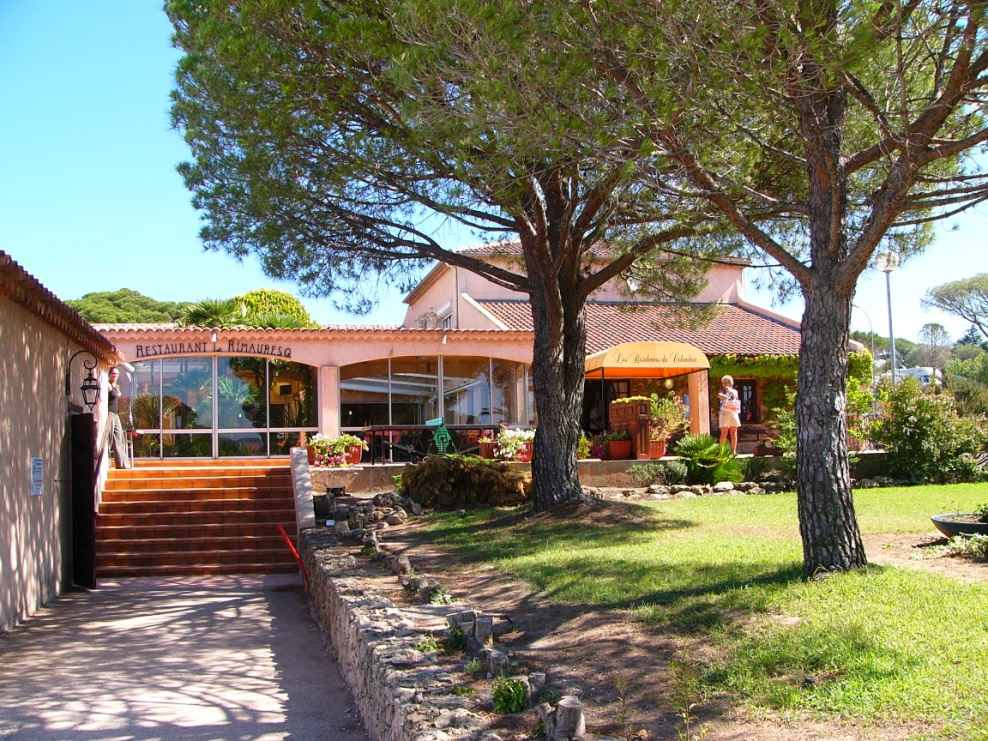 RESTAURANT LE RIMAURESQ
Les Résidences du Colombier